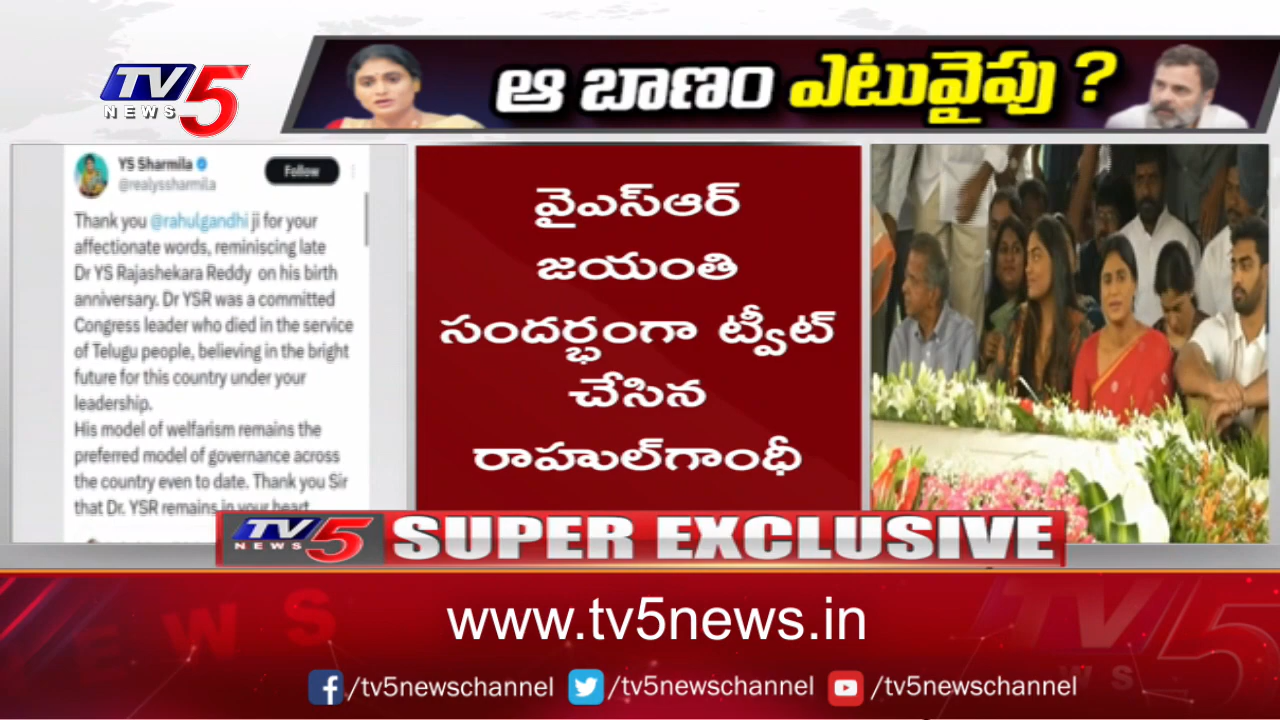 TV5
NEWS
ఆ బాణం ఎటువైపు ?
YS Sharmila
@realyssharmila
Follow
Thank you @rahulgandhi ji for your
affectionate words, reminiscing late
Dr YS Rajashekara Reddy on his birth
anniversary. Dr YSR was a committed
Congress leader who died in the service
of Telugu people, believing in the bright
future for this country under your
leadership.
His model of welfarism remains the
preferred model of governance across
the country even to date. Thank you Sir
that Dr. YSR remains in your heart
వైఎస్ఆర్
జయంతి
సందర్భంగా ట్వీట్
చేసిన
రాహుల్‌గాంధీ
TV5 NEWS SUPER EXCLUSIVE
www.tv5news.in
/tv5newschannel /tv5newschannel /tv5newschannel